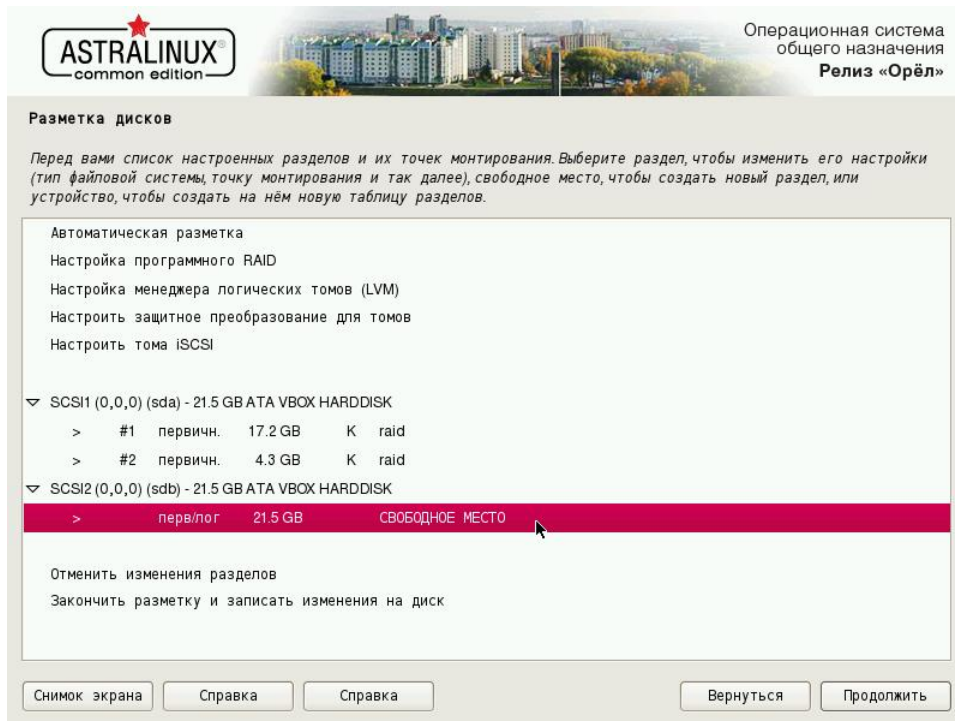 ASTRALINUX®
common edition
Операционная система
общего назначения
Релиз «Орёл»
Разметка дисков
Перед вами список настроенных разделов и их точек монтирования. Выберите раздел, чтобы изменить его настройки
(тип файловой системы, точку монтирования и так далее), свободное место, чтобы создать новый раздел, или
устройство, чтобы создать на нём новую таблицу разделов.
Автоматическая разметка
Настройка программного RAID
Настройка менеджера логических томов (LVM)
Настроить защитное преобразование для томов
Настроить тома iSCSI
SCSI1 (0,0,0) (sda) - 21.5 GB ATA VBOX HARDDISK
> #1 первичн. 17.2 GB K raid
> #2 первичн. 4.3 GB K raid
SCSI2 (0,0,0) (sdb) - 21.5 GB ATA VBOX HARDDISK
> перв/лог 21.5 GB СВОБОДНОЕ МЕСТО
Отменить изменения разделов
Закончить разметку и записать изменения на диск
Снимок экрана Справка Справка Вернуться Продолжить